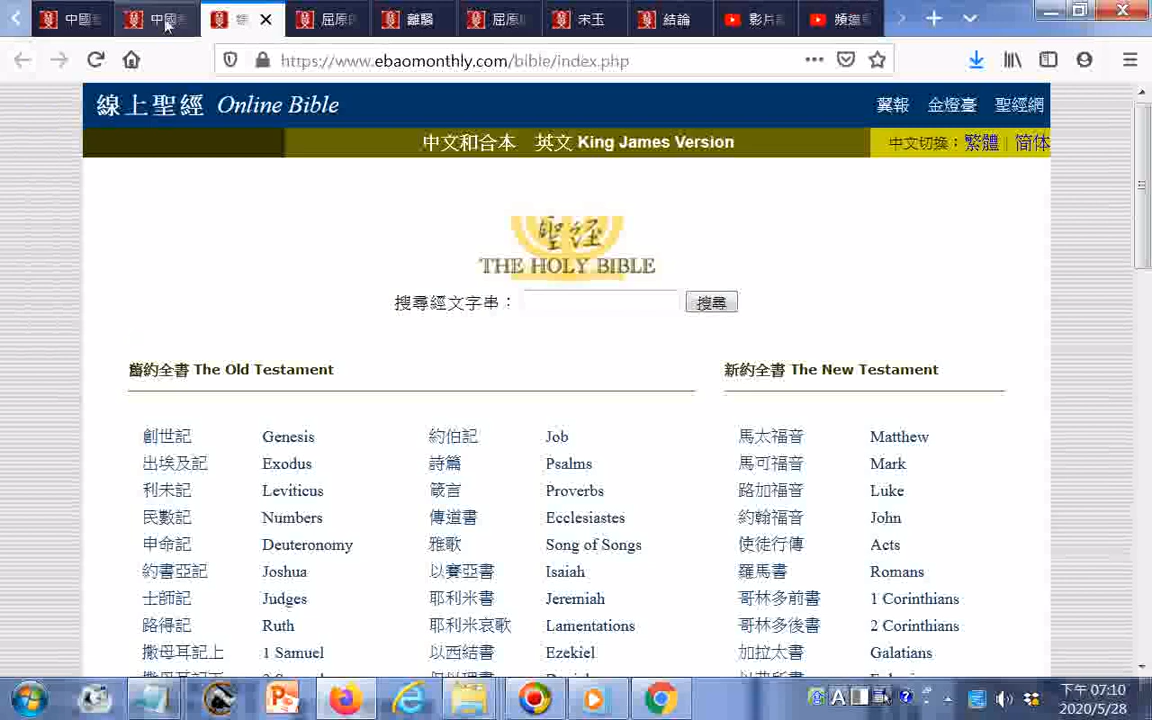 中國
中國
屈原
離騷
屈原
宋玉
結論
影片
頻道
https://www.ebaomonthly.com/bible/index.php
線上聖經 Online Bible
翼報 金燈臺 聖經網
中文和合本 英文 King James Version
中文切換：繁體 | 简体
聖經
THE HOLY BIBLE
搜尋經文字串：
搜尋
舊約全書 The Old Testament
新約全書 The New Testament
創世記 Genesis 約伯記 Job 馬太福音 Matthew
出埃及記 Exodus 詩篇 Psalms 馬可福音 Mark
利未記 Leviticus 箴言 Proverbs 路加福音 Luke
民數記 Numbers 傳道書 Ecclesiastes 約翰福音 John
申命記 Deuteronomy 雅歌 Song of Songs 使徒行傳 Acts
約書亞記 Joshua 以賽亞書 Isaiah 羅馬書 Romans
士師記 Judges 耶利米書 Jeremiah 哥林多前書 1 Corinthians
路得記 Ruth 耶利米哀歌 Lamentations 哥林多後書 2 Corinthians
撒母耳記上 1 Samuel 以西結書 Ezekiel 加拉太書 Galatians
下午 07:10
2020/5/28